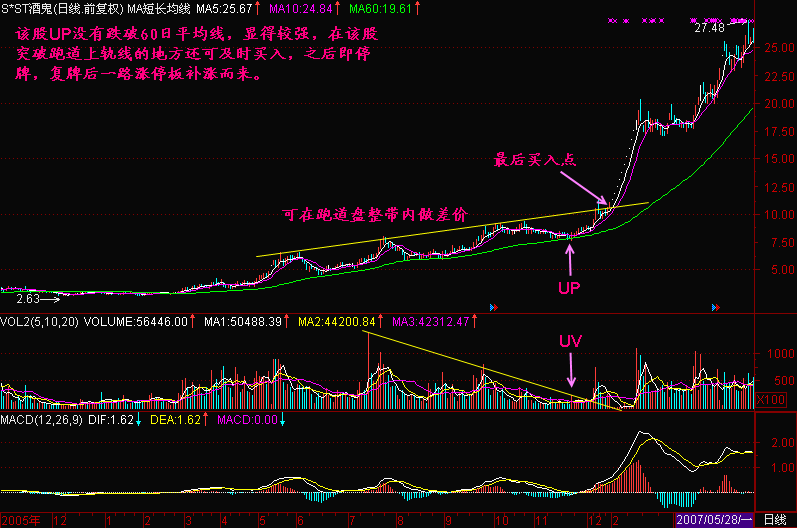 S*ST酒鬼(日线.前复权) MA短长均线 MA5:25.67↑ MA10:24.84↑ MA60:19.61↑
该股UP没有跌破60日平均线，显得较强，在该股
突破跑道上轨线的地方还可及时买入，之后即停
牌，复牌后一路涨停板补涨而来。
27.48
25.00
22.50
20.00
17.50
15.00
最后买入点
12.50
可在跑道盘整带内做差价
10.00
7.50
5.00
UP
2.63
VOL2(5,10,20) VOLUME:56446.00↑ MA1:50488.39↑ MA2:44200.84↑ MA3:42312.47↑
UV
1000
500
X100
MACD(12,26,9) DIF:1.62↓ DEA:1.62↑ MACD:0.00↓
2.00
1.00
2005年 12 1 2 3 4 5 6 7 8 9 10 11 12 2 2007/05/28/一 日线